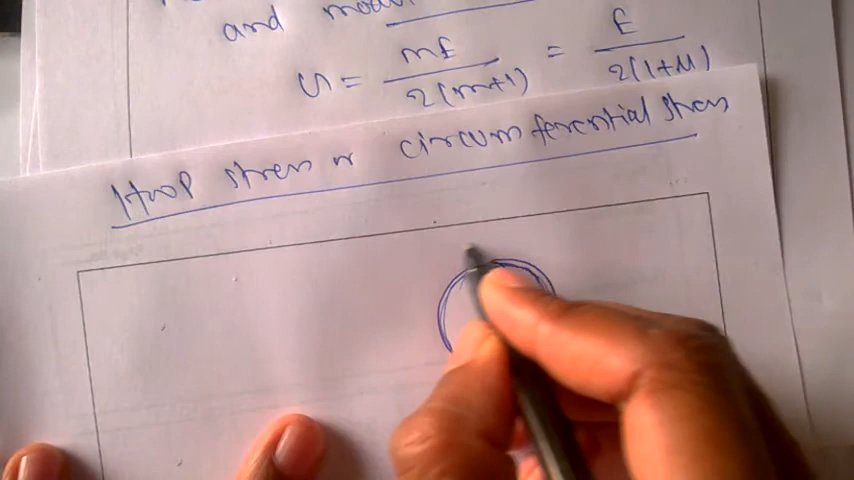 and
G = mE / 2(m+1) = E / 2(1+μ)
Hoop stress or circumferential stress